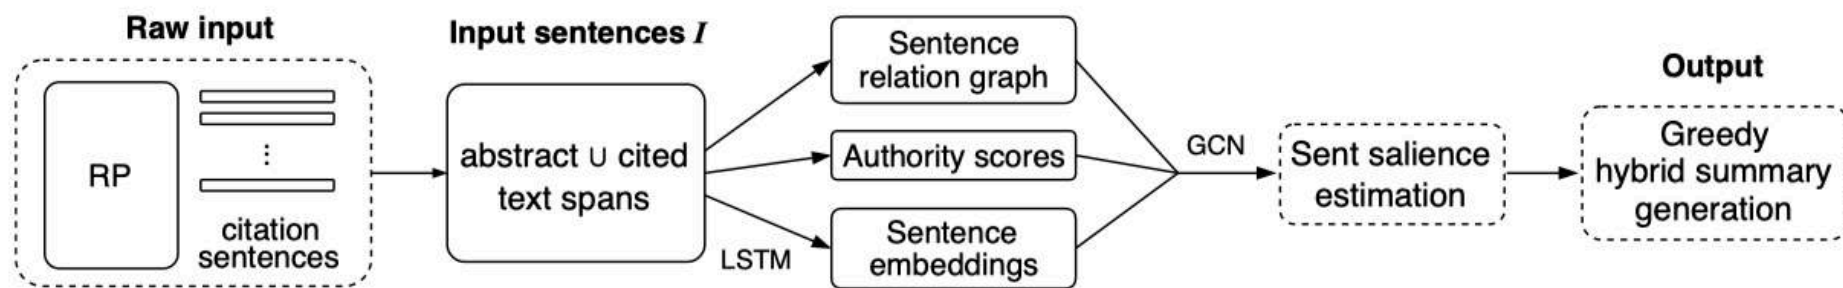 Raw input
RP
⋮
citation
sentences
Input sentences I
abstract ∪ cited
text spans
LSTM
Sentence
relation graph
Authority scores
Sentence
embeddings
GCN
Sent salience
estimation
Output
Greedy
hybrid summary
generation